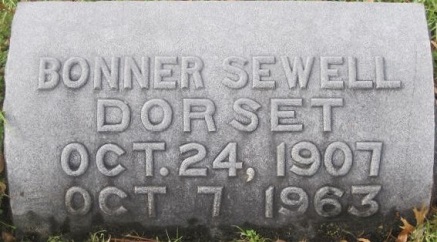 BONNER SEWELL
DORSET
OCT. 24, 1907
OCT 7 1963